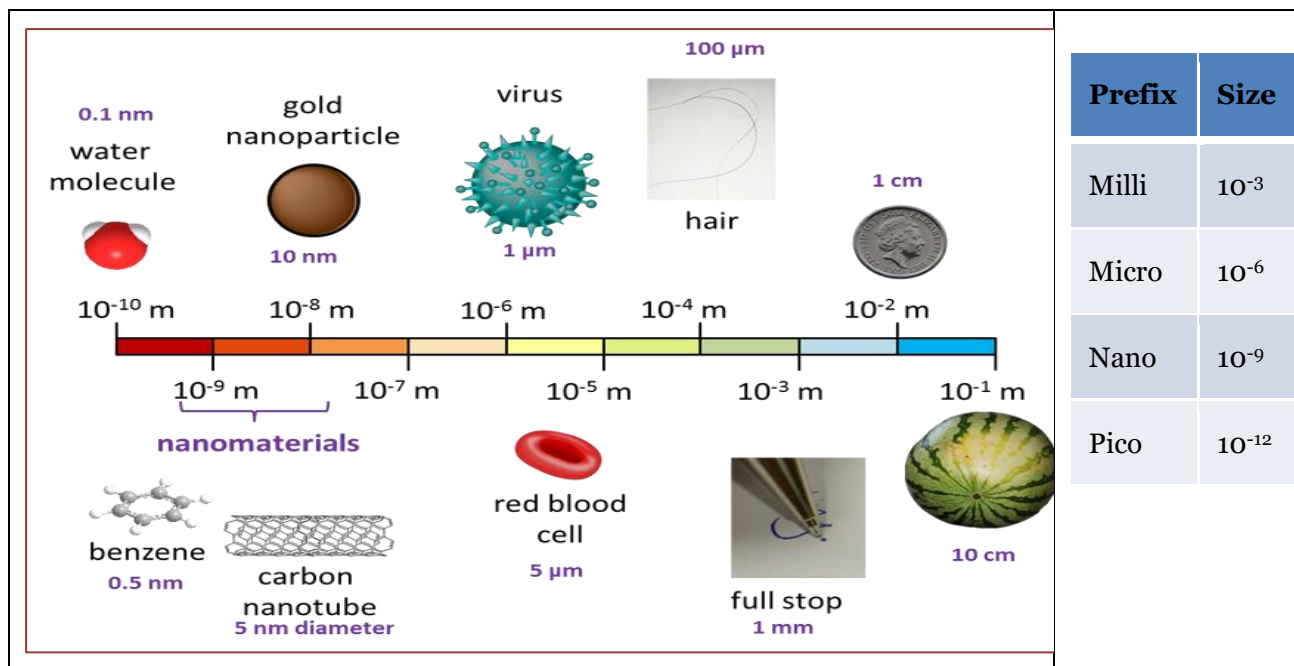 100 µm
virus
gold
nanoparticle
0.1 nm
water
molecule
1 cm
hair
10 nm
1 µm
10⁻¹⁰ m
10⁻⁸ m
10⁻⁶ m
10⁻⁴ m
10⁻² m
10⁻⁹ m
10⁻⁷ m
10⁻⁵ m
10⁻³ m
10⁻¹ m
nanomaterials
benzene
0.5 nm
carbon
nanotube
5 nm diameter
red blood
cell
5 µm
full stop
1 mm
10 cm
Prefix Size
Milli 10⁻³
Micro 10⁻⁶
Nano 10⁻⁹
Pico 10⁻¹²